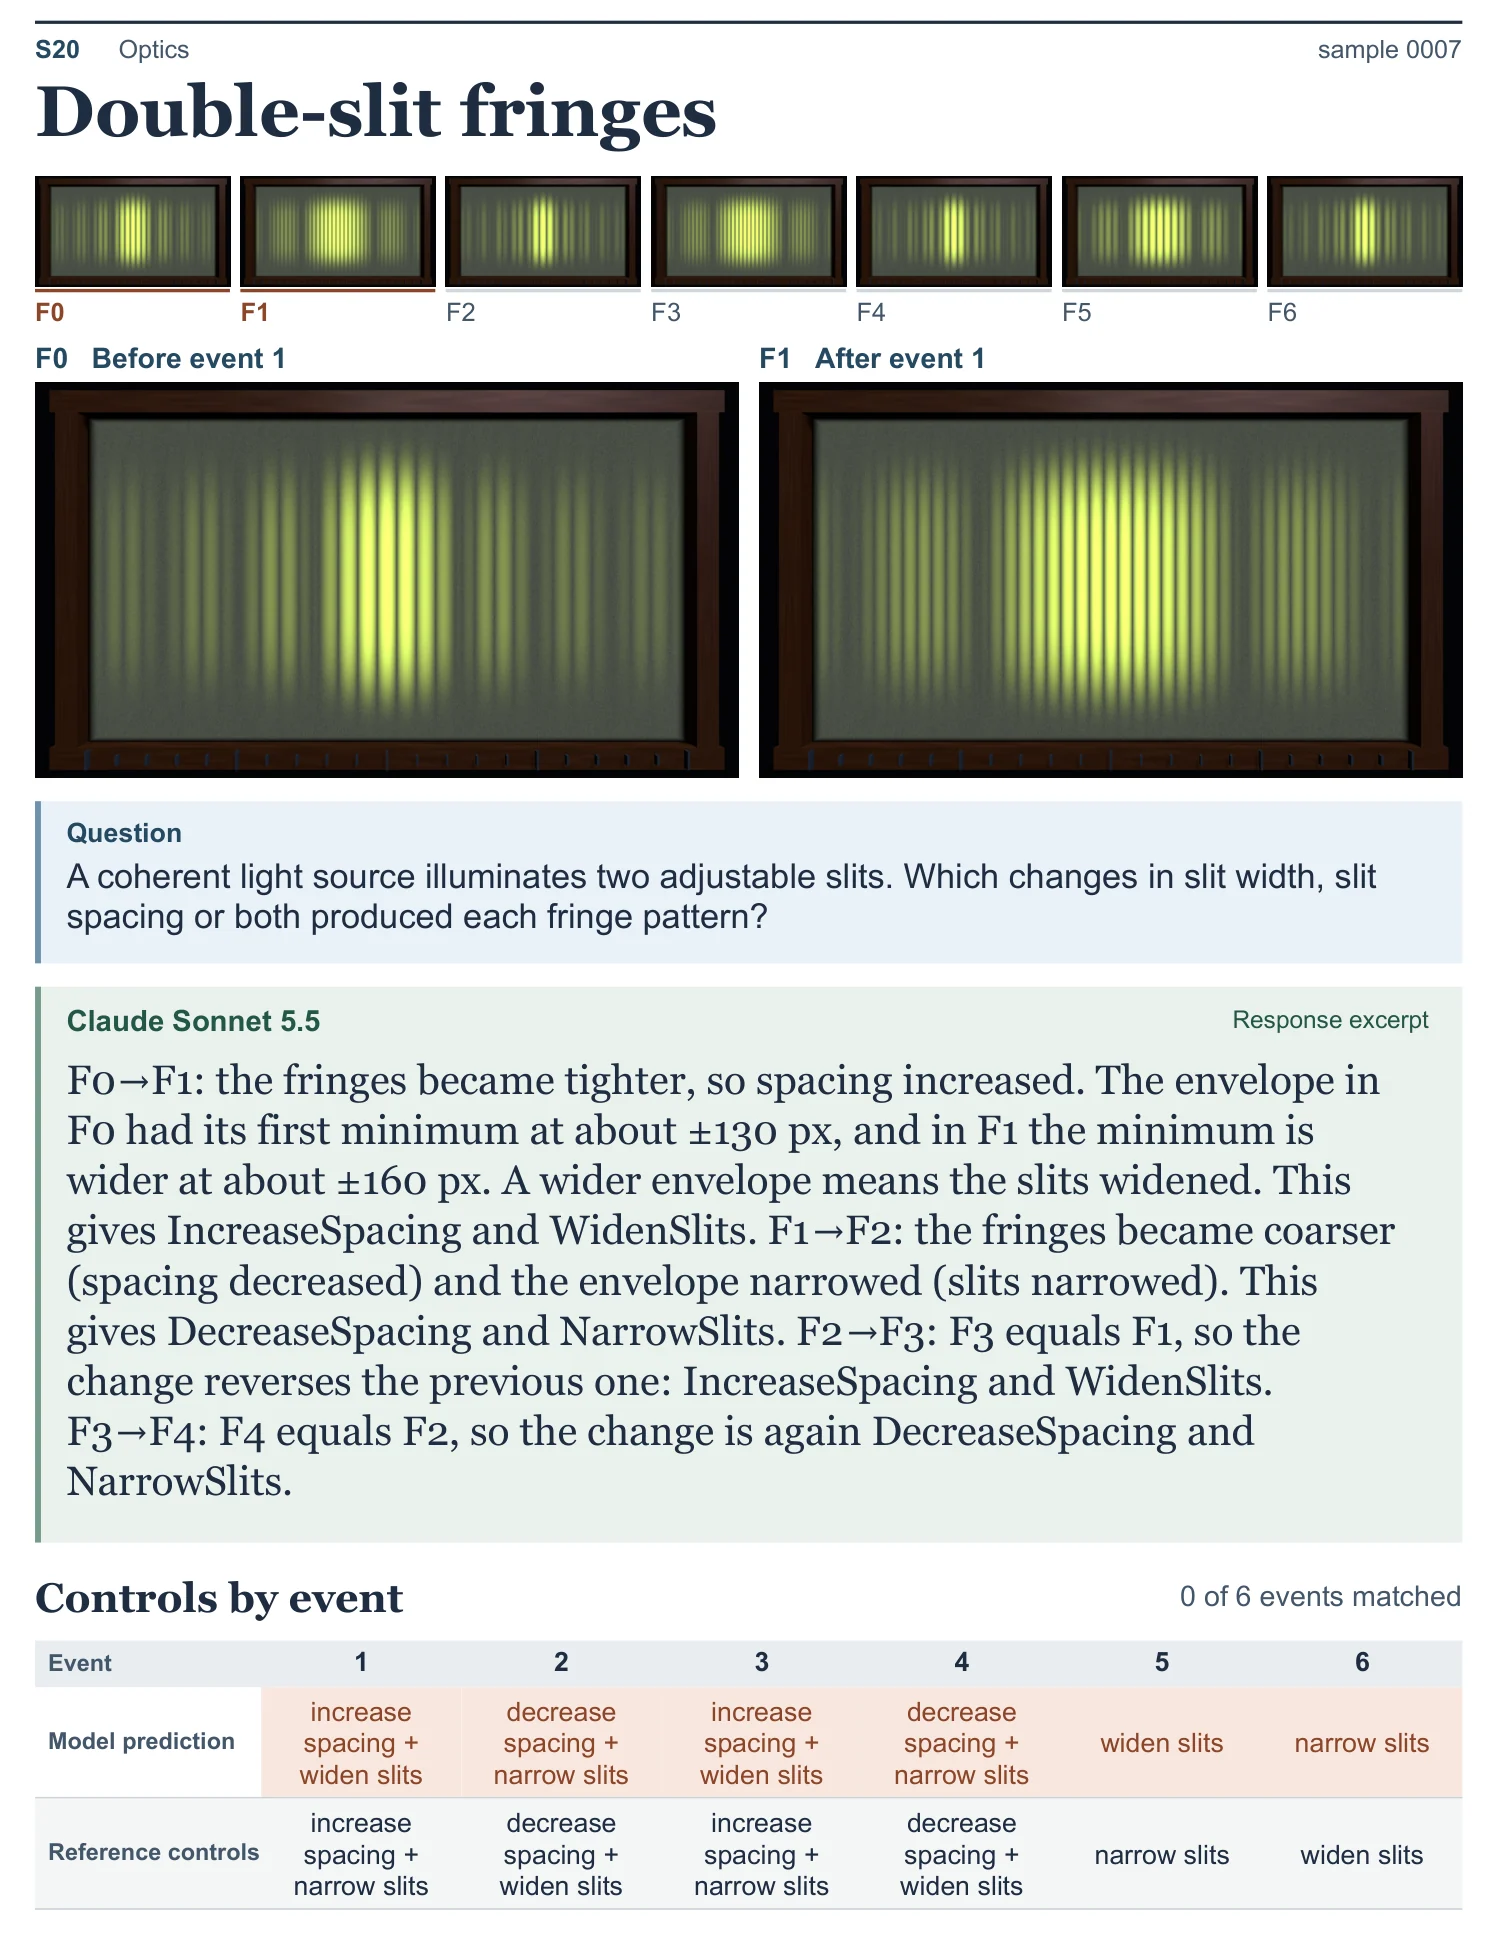 S20 Optics sample 0007
Double-slit fringes
F0 F1 F2 F3 F4 F5 F6
F0 Before event 1
F1 After event 1
Question
A coherent light source illuminates two adjustable slits. Which changes in slit width, slit
spacing or both produced each fringe pattern?
Claude Sonnet 5.5 Response excerpt
F0→F1: the fringes became tighter, so spacing increased. The envelope in
F0 had its first minimum at about ±130 px, and in F1 the minimum is
wider at about ±160 px. A wider envelope means the slits widened. This
gives IncreaseSpacing and WidenSlits. F1→F2: the fringes became coarser
(spacing decreased) and the envelope narrowed (slits narrowed). This
gives DecreaseSpacing and NarrowSlits. F2→F3: F3 equals F1, so the
change reverses the previous one: IncreaseSpacing and WidenSlits.
F3→F4: F4 equals F2, so the change is again DecreaseSpacing and
NarrowSlits.
Controls by event 0 of 6 events matched
Event 1 2 3 4 5 6
Model prediction
increase
spacing +
widen slits
decrease
spacing +
narrow slits
increase
spacing +
widen slits
decrease
spacing +
narrow slits
widen slits
narrow slits
Reference controls
increase
spacing +
narrow slits
decrease
spacing +
widen slits
increase
spacing +
narrow slits
decrease
spacing +
widen slits
narrow slits
widen slits